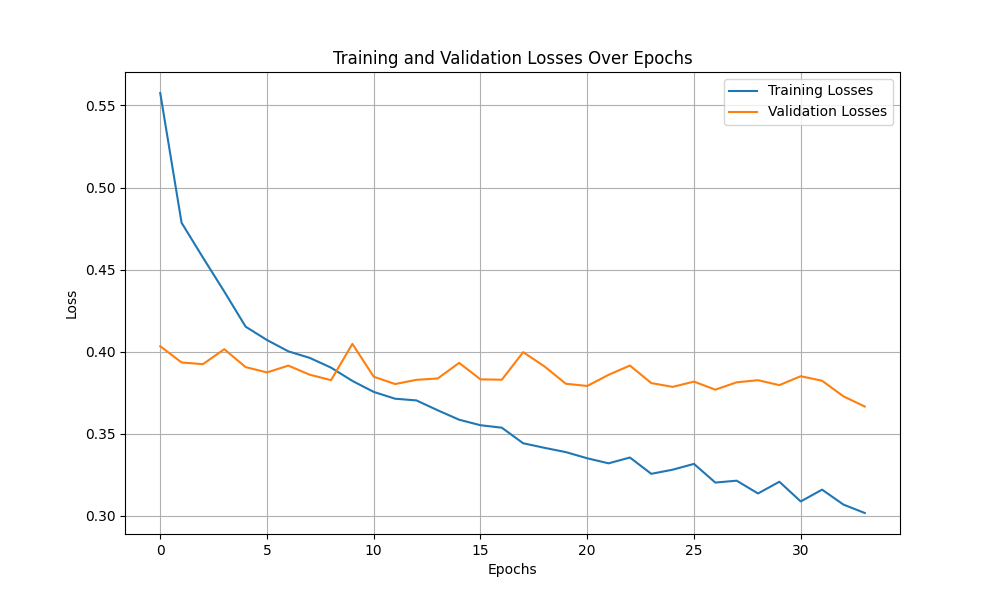 Training and Validation Losses Over Epochs
Training Losses
Validation Losses
0.55
0.50
0.45
0.40
0.35
0.30
Loss
0 5 10 15 20 25 30
Epochs